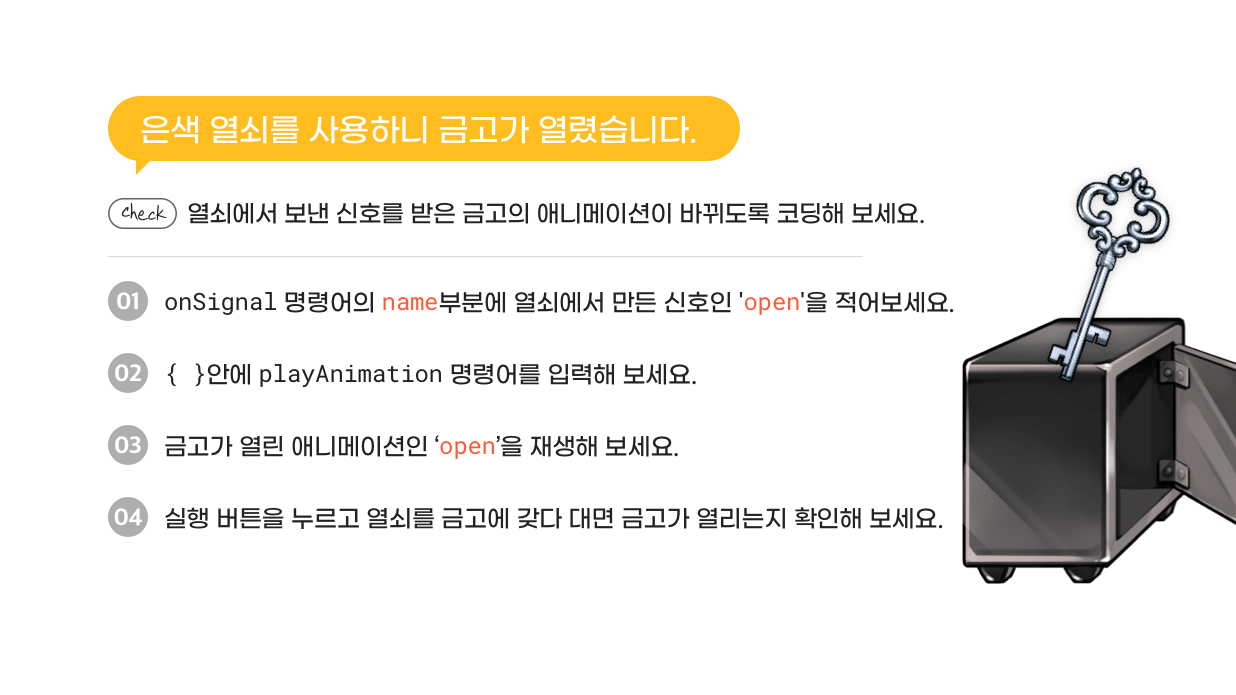 은색 열쇠를 사용하니 금고가 열렸습니다.
check 열쇠에서 보낸 신호를 받은 금고의 애니메이션이 바뀌도록 코딩해 보세요.
01 onSignal 명령어의 name부분에 열쇠에서 만든 신호인 'open'을 적어보세요.
02 { }안에 playAnimation 명령어를 입력해 보세요.
03 금고가 열린 애니메이션인 ‘open’을 재생해 보세요.
04 실행 버튼을 누르고 열쇠를 금고에 갖다 대면 금고가 열리는지 확인해 보세요.